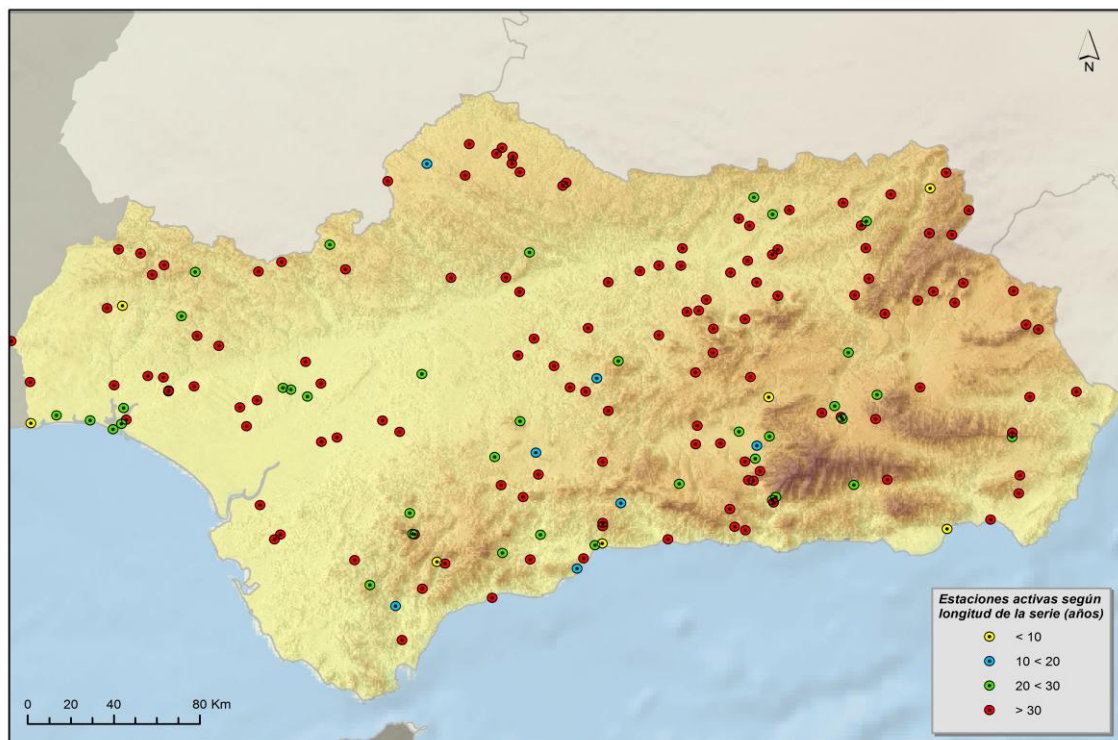 N
Estaciones activas según
longitud de la serie (años)
< 10
10 < 20
20 < 30
> 30
0 20 40 80 Km